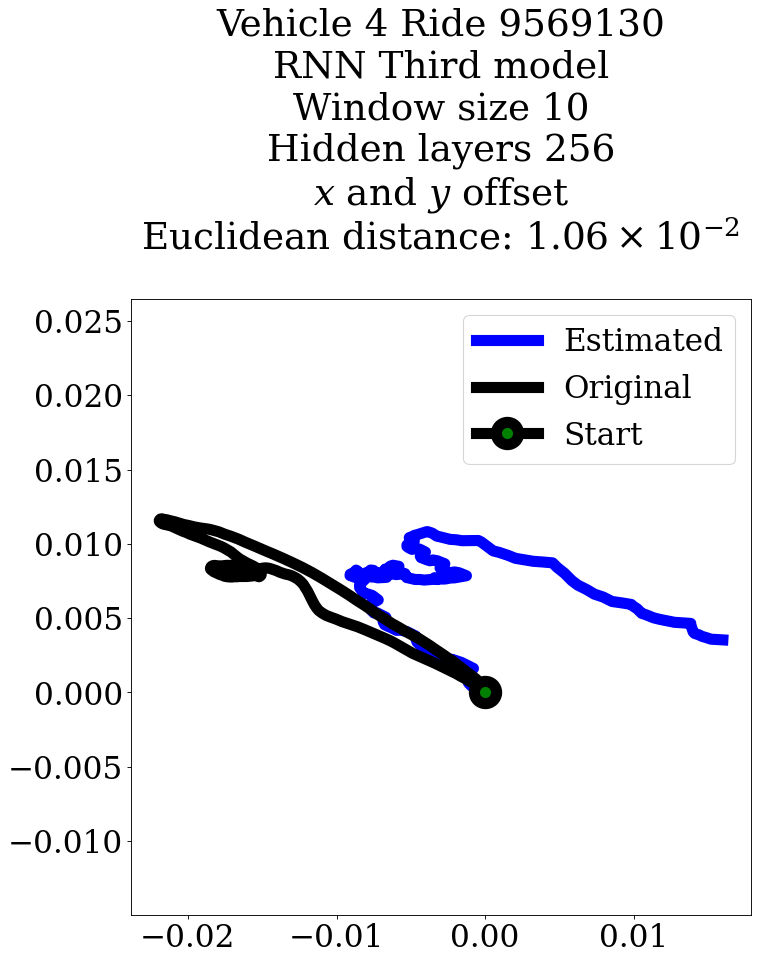 Vehicle 4 Ride 9569130
RNN Third model
Window size 10
Hidden layers 256
x and y offset
Euclidean distance: 1.06 × 10⁻²
Estimated
Original
Start
0.025
0.020
0.015
0.010
0.005
0.000
−0.005
−0.010
−0.02
−0.01
0.00
0.01